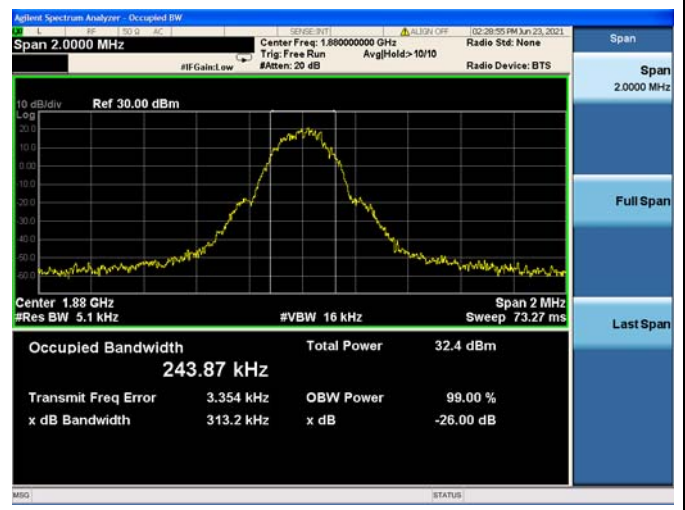 Agilent Spectrum Analyzer - Occupied BW
L RF 50 Ω AC SENSE:INT ALIGN OFF 02:28:55 PM Jun 23, 2021
Span 2.0000 MHz
Center Freq: 1.880000000 GHz
Radio Std: None
Trig: Free Run Avg|Hold:> 10/10
#IFGain:Low
#Atten: 20 dB
Radio Device: BTS
10 dB/div Ref 30.00 dBm
Log
20.0
10.0
0.00
-10.0
-20.0
-30.0
-40.0
-50.0
-60.0
Center 1.88 GHz Span 2 MHz
#Res BW 5.1 kHz #VBW 16 kHz Sweep 73.27 ms
Occupied Bandwidth Total Power 32.4 dBm
243.87 kHz
Transmit Freq Error 3.354 kHz OBW Power 99.00 %
x dB Bandwidth 313.2 kHz x dB -26.00 dB
MSG STATUS
Span
Span
2.0000 MHz
Full Span
Last Span